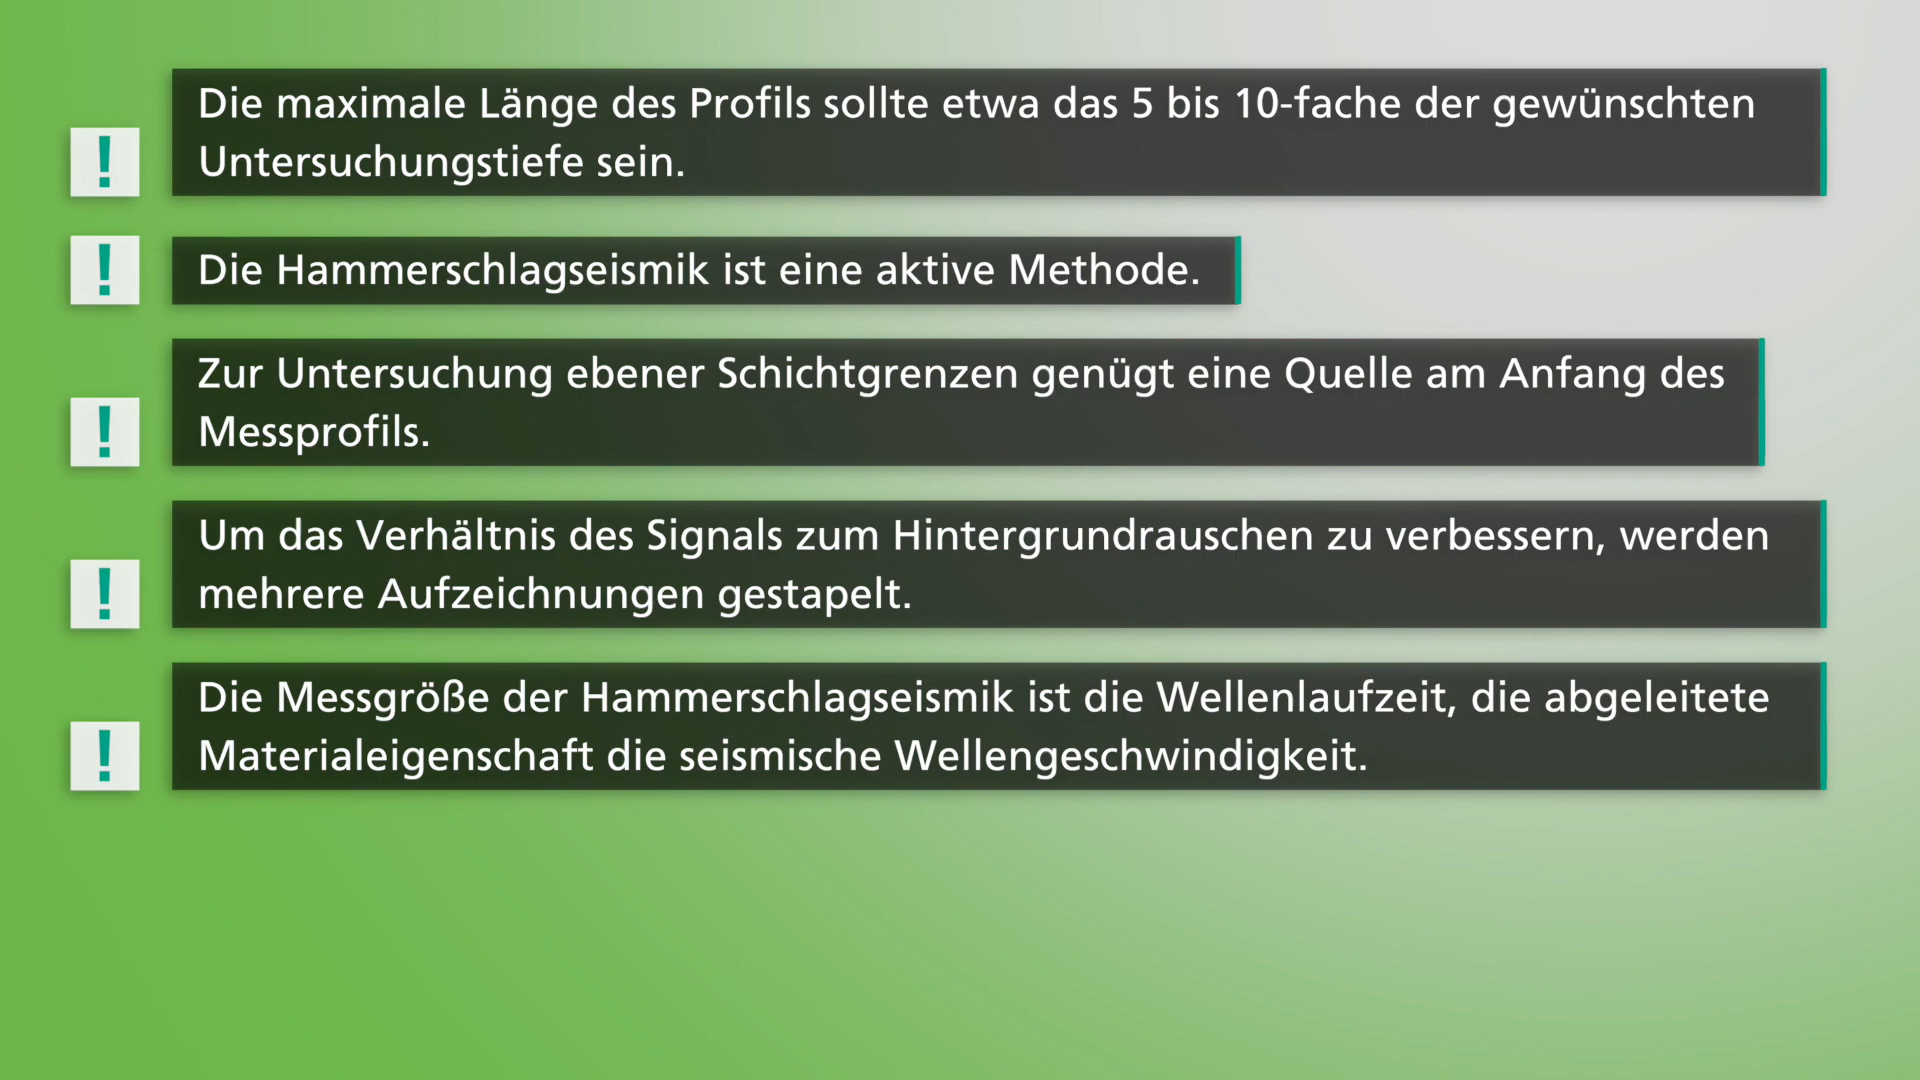 Die maximale Länge des Profils sollte etwa das 5 bis 10-fache der gewünschten
! Untersuchungstiefe sein.
! Die Hammerschlagseismik ist eine aktive Methode.
Zur Untersuchung ebener Schichtgrenzen genügt eine Quelle am Anfang des
! Messprofils.
Um das Verhältnis des Signals zum Hintergrundrauschen zu verbessern, werden
! mehrere Aufzeichnungen gestapelt.
Die Messgröße der Hammerschlagseismik ist die Wellenlaufzeit, die abgeleitete
! Materialeigenschaft die seismische Wellengeschwindigkeit.